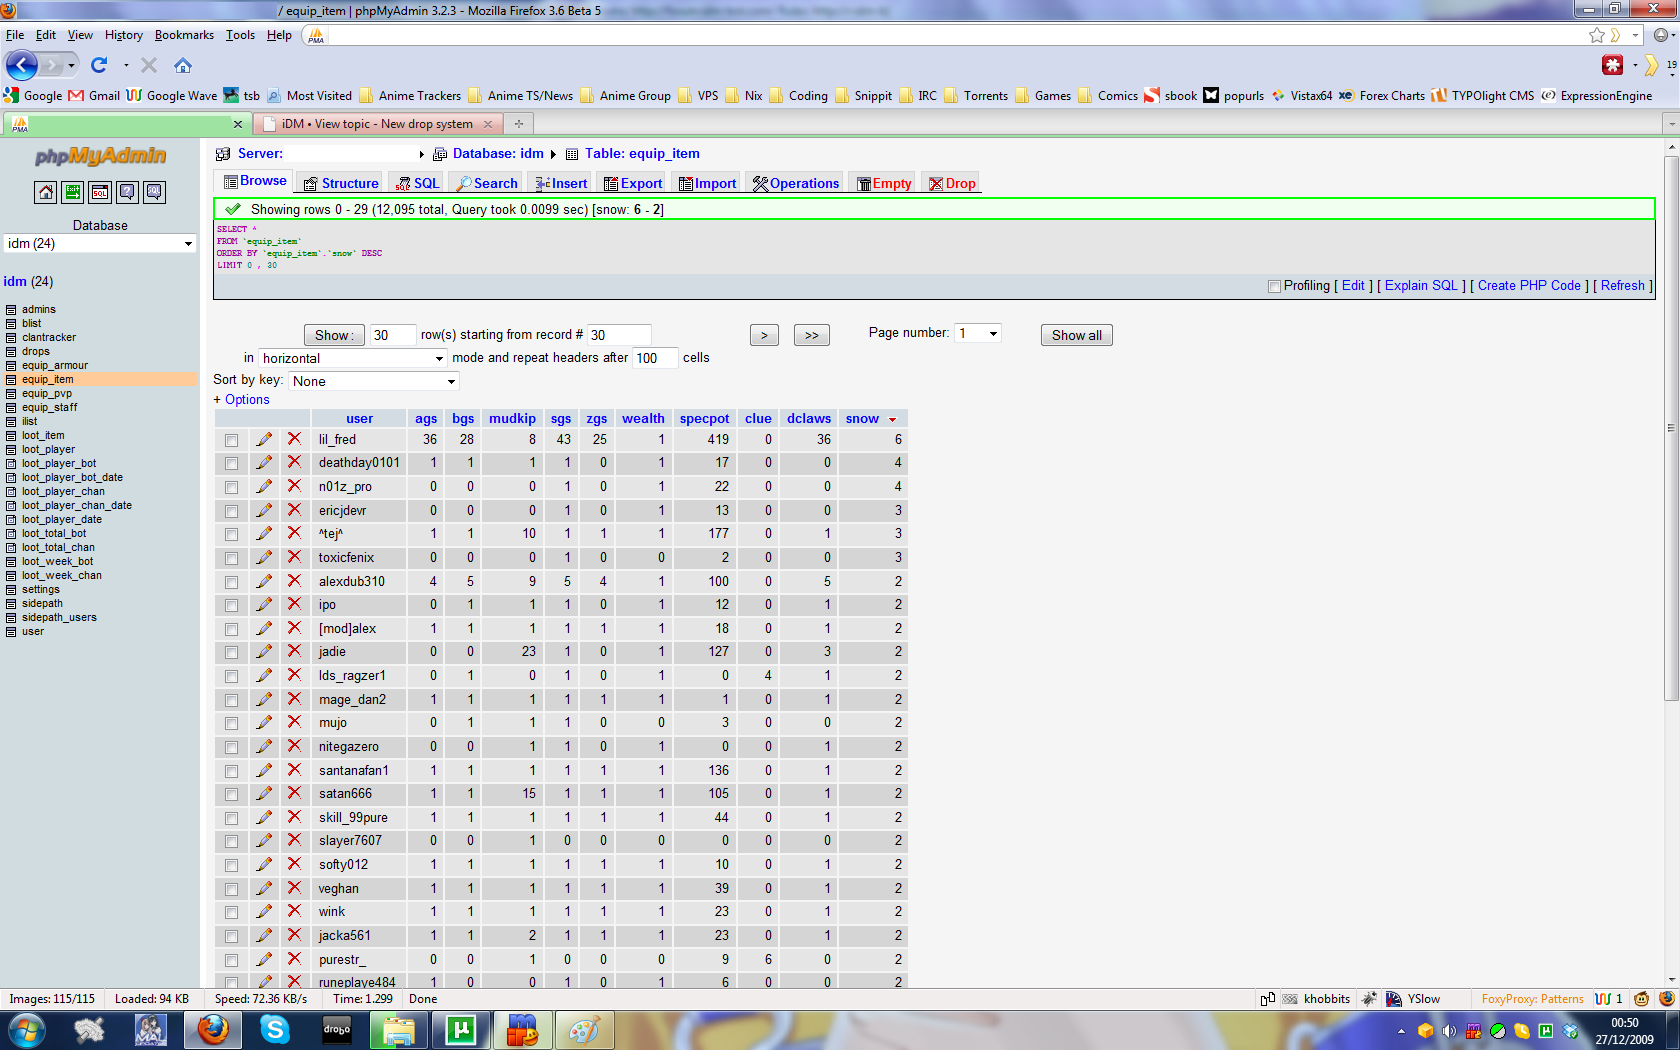 / equip_item | phpMyAdmin 3.2.3 - Mozilla Firefox 3.6 Beta 5
File Edit View History Bookmarks Tools Help PMA
19
Google Gmail Google Wave tsb Most Visited Anime Trackers Anime TS/News Anime Group VPS Nix Coding Snippit IRC Torrents Games Comics sbook popurls Vistax64 Forex Charts TYPOlight CMS ExpressionEngine
PMA iDM • View topic - New drop system
phpMyAdmin
Database
idm (24)
idm (24)
admins
blist
clantracker
drops
equip_armour
equip_item
equip_pvp
equip_staff
ilist
loot_item
loot_player
loot_player_bot
loot_player_bot_date
loot_player_chan
loot_player_chan_date
loot_player_date
loot_total_bot
loot_total_chan
loot_week_bot
loot_week_chan
settings
sidepath
sidepath_users
user
Server: Database: idm Table: equip_item
Browse Structure SQL Search Insert Export Import Operations Empty Drop
Showing rows 0 - 29 (12,095 total, Query took 0.0099 sec) [snow: 6 - 2]
SELECT *
FROM `equip_item`
ORDER BY `equip_item`.`snow` DESC
LIMIT 0 , 30
Profiling [ Edit ] [ Explain SQL ] [ Create PHP Code ] [ Refresh ]
Show : 30 row(s) starting from record # 30 > >> Page number: 1 Show all
in horizontal mode and repeat headers after 100 cells
Sort by key: None
+ Options
user ags bgs mudkip sgs zgs wealth specpot clue dclaws snow
lil_fred 36 28 8 43 25 1 419 0 36 6
deathday0101 1 1 1 1 0 1 17 0 0 4
n01z_pro 0 0 0 1 0 1 22 0 0 4
ericjdevr 0 0 0 1 0 1 13 0 0 3
^tej^ 1 1 10 1 1 1 177 0 1 3
toxicfenix 0 0 0 1 0 0 2 0 0 3
alexdub310 4 5 9 5 4 1 100 0 5 2
ipo 0 1 1 1 0 1 12 0 1 2
[mod]alex 1 1 1 1 1 1 18 0 1 2
jadie 0 0 23 1 0 1 127 0 3 2
lds_ragzer1 0 1 0 1 0 1 0 4 1 2
mage_dan2 1 1 1 1 1 1 1 0 1 2
mujo 0 1 1 1 0 0 3 0 0 2
nitegazero 0 0 1 1 0 1 0 0 1 2
santanafan1 1 1 1 1 1 1 136 0 1 2
satan666 1 1 15 1 1 1 105 0 1 2
skill_99pure 1 1 1 1 1 1 44 0 1 2
slayer7607 0 0 1 0 0 0 0 0 0 2
softy012 1 1 1 1 1 1 10 0 1 2
veghan 1 1 1 1 1 1 39 0 1 2
wink 1 1 1 1 1 1 23 0 1 2
jacka561 1 1 2 1 1 1 23 0 1 2
purestr_ 0 0 1 0 0 0 9 6 0 2
runeplaye484 1 0 0 1 0 1 6 0 0 2
Images: 115/115 Loaded: 94 KB Speed: 72.36 KB/s Time: 1.299 Done khobbits YSlow FoxyProxy: Patterns 1
MAL drobo
00:50
27/12/2009